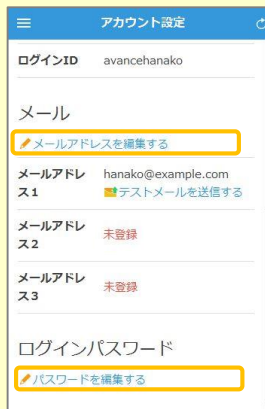 アカウント設定
ログインID avancehanako
メール
メールアドレスを編集する
メールアドレ hanako@example.com
ス1 テストメールを送信する
メールアドレ
ス2 未登録
メールアドレ
ス3 未登録
ログインパスワード
パスワードを編集する